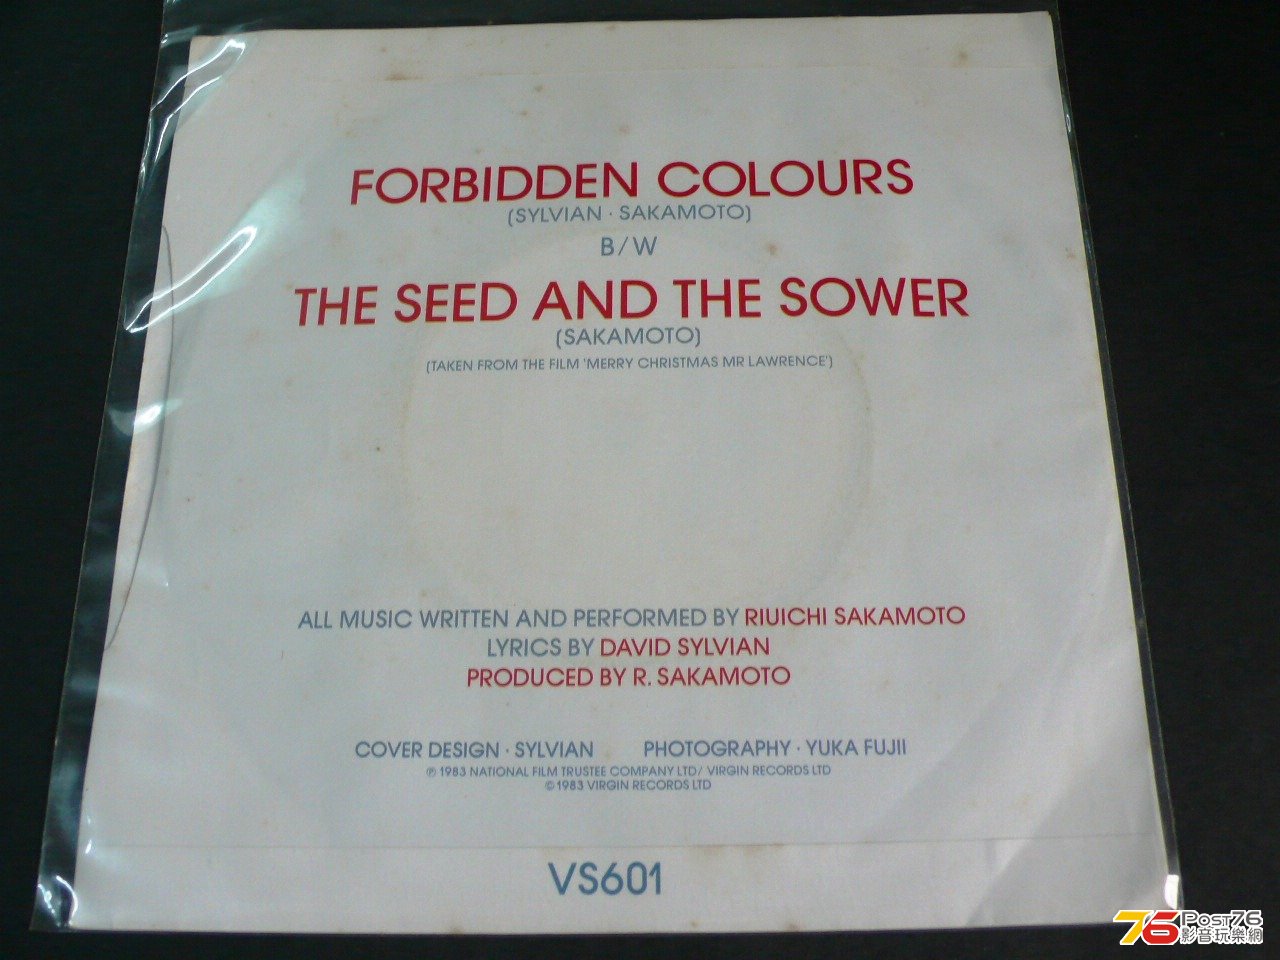 FORBIDDEN COLOURS
(SYLVIAN · SAKAMOTO)
B/W
THE SEED AND THE SOWER
(SAKAMOTO)
(TAKEN FROM THE FILM 'MERRY CHRISTMAS MR LAWRENCE')
ALL MUSIC WRITTEN AND PERFORMED BY RIUICHI SAKAMOTO
LYRICS BY DAVID SYLVIAN
PRODUCED BY R. SAKAMOTO
COVER DESIGN · SYLVIAN PHOTOGRAPHY · YUKA FUJII
℗ 1983 NATIONAL FILM TRUSTEE COMPANY LTD/ VIRGIN RECORDS LTD
© 1983 VIRGIN RECORDS LTD
VS601
76 POST76
影音玩樂網